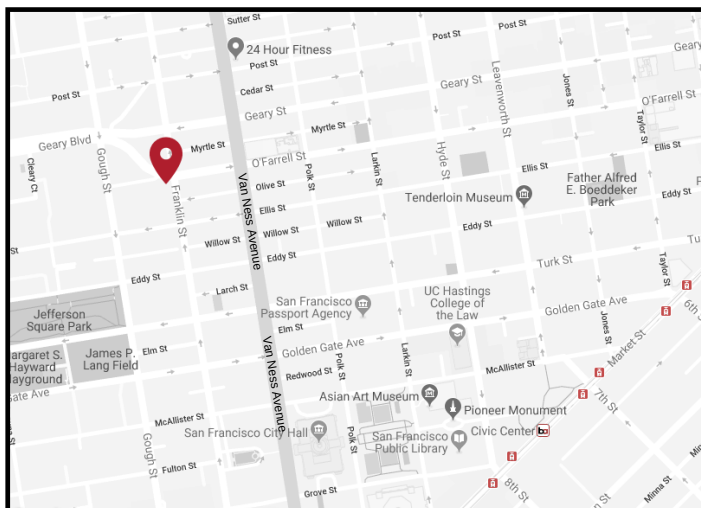 Sutter St
Post St
24 Hour Fitness
Post St
Cedar St
Geary St
Post St
Geary St
Leavenworth St
Jones St
O'Farrell St
Taylor St
Geary Blvd
Myrtle St
Myrtle St
O'Farrell St
Hyde St
Ellis St
Cleary Ct
Gough St
Franklin St
Van Ness Avenue
Polk St
Larkin St
Ellis St
Father Alfred
E. Boeddeker
Park
Olive St
Ellis St
Tenderloin Museum
Eddy St
Eddy St
Willow St
Willow St
Eddy St
Turk St
Taylor St
Eddy St
Larch St
San Francisco
Passport Agency
UC Hastings
College of
the Law
Golden Gate Ave
6th St
Jefferson
Square Park
Elm St
Jones St
Market St
James P.
Lang Field
Hayward
Elm St
Golden Gate Ave
Van Ness Avenue
Polk St
Larkin St
McAllister St
Redwood St
Gate Ave
Asian Art Museum
Pioneer Monument
7th St
McAllister St
San Francisco City Hall
Polk St
San Francisco
Public Library
Civic Center
ba
Gough St
Fulton St
Grove St
8th St
Minna St
Minna St